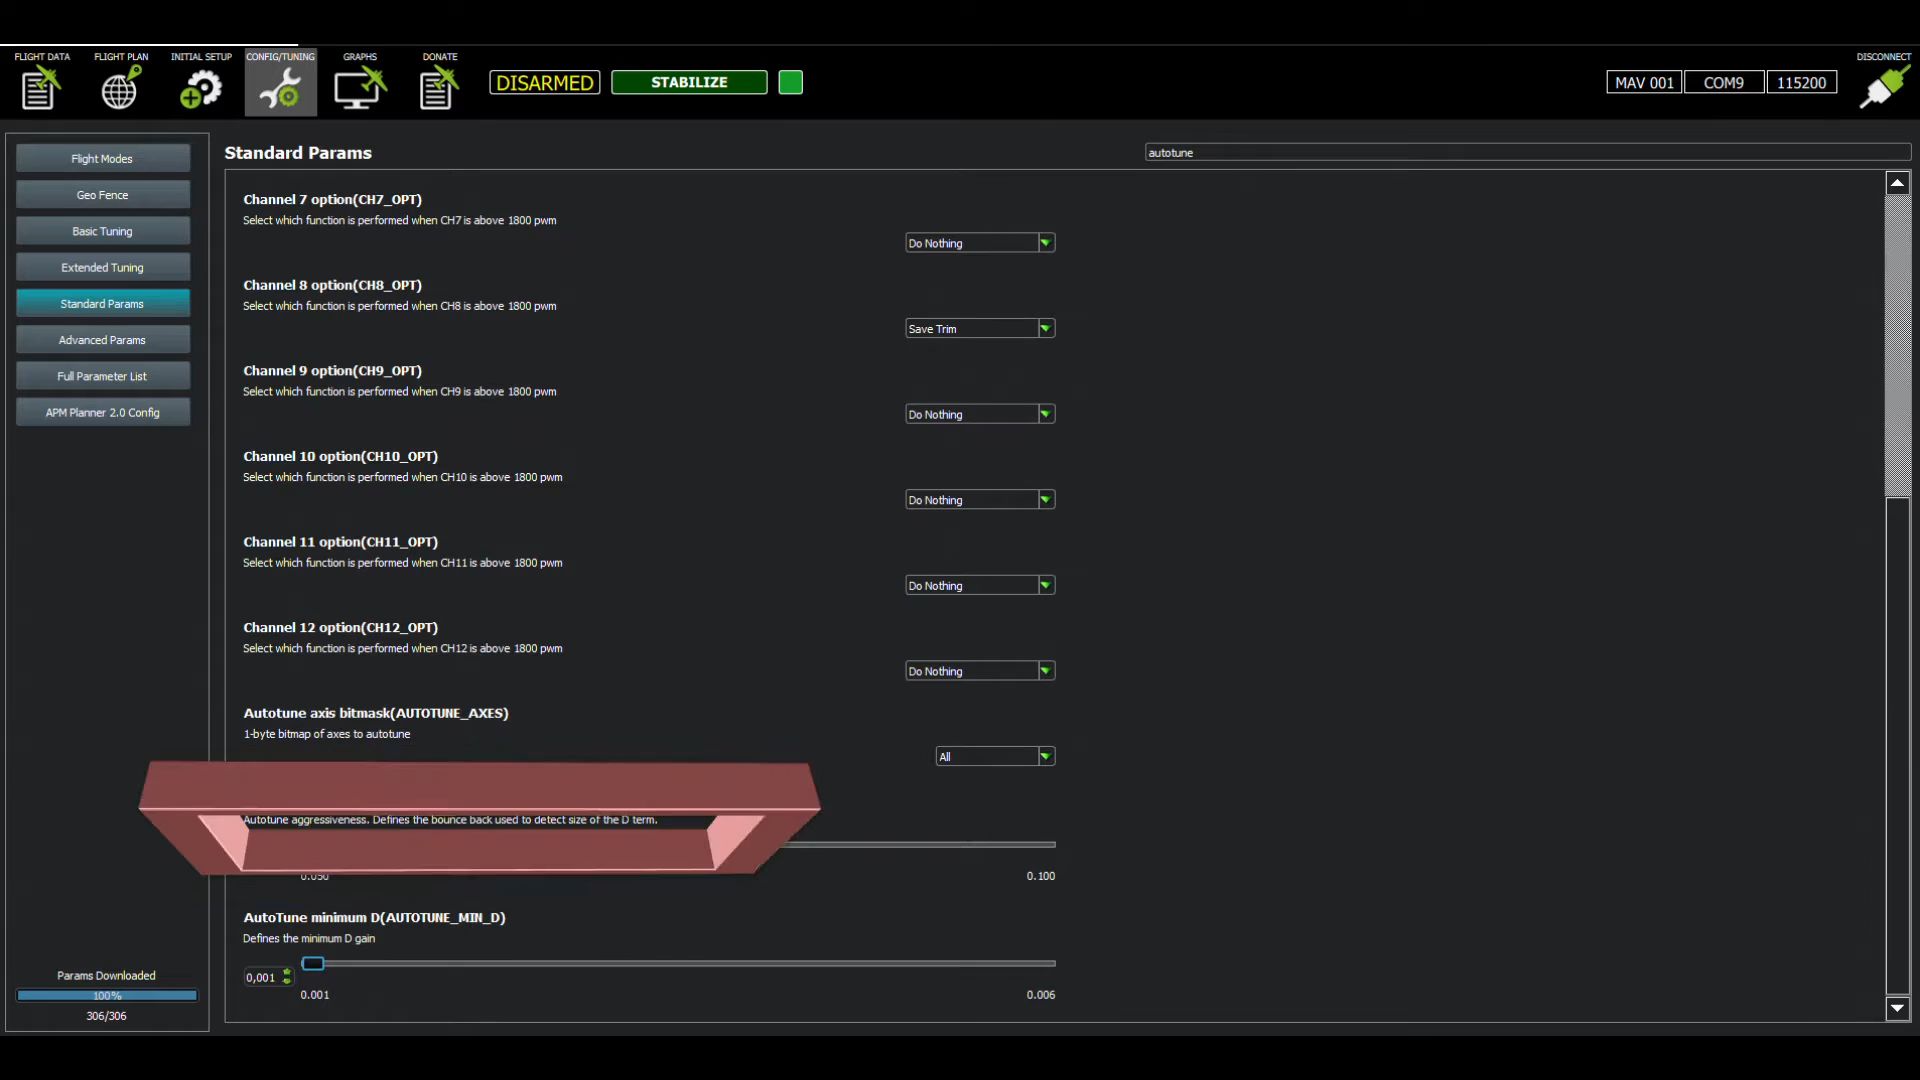 FLIGHT DATA
FLIGHT PLAN
INITIAL SETUP
CONFIG/TUNING
GRAPHS
DONATE
DISARMED
STABILIZE
MAV 001
COM9
115200
DISCONNECT
Flight Modes
Geo Fence
Basic Tuning
Extended Tuning
Standard Params
Advanced Params
Full Parameter List
APM Planner 2.0 Config
Params Downloaded
100%
306/306
Standard Params
autotune
Channel 7 option(CH7_OPT)
Select which function is performed when CH7 is above 1800 pwm
Do Nothing
Channel 8 option(CH8_OPT)
Select which function is performed when CH8 is above 1800 pwm
Save Trim
Channel 9 option(CH9_OPT)
Select which function is performed when CH9 is above 1800 pwm
Do Nothing
Channel 10 option(CH10_OPT)
Select which function is performed when CH10 is above 1800 pwm
Do Nothing
Channel 11 option(CH11_OPT)
Select which function is performed when CH11 is above 1800 pwm
Do Nothing
Channel 12 option(CH12_OPT)
Select which function is performed when CH12 is above 1800 pwm
Do Nothing
Autotune axis bitmask(AUTOTUNE_AXES)
1-byte bitmap of axes to autotune
All
Autotune aggressiveness. Defines the bounce back used to detect size of the D term.
0.050
0.100
AutoTune minimum D(AUTOTUNE_MIN_D)
Defines the minimum D gain
0,001
0.001
0.006